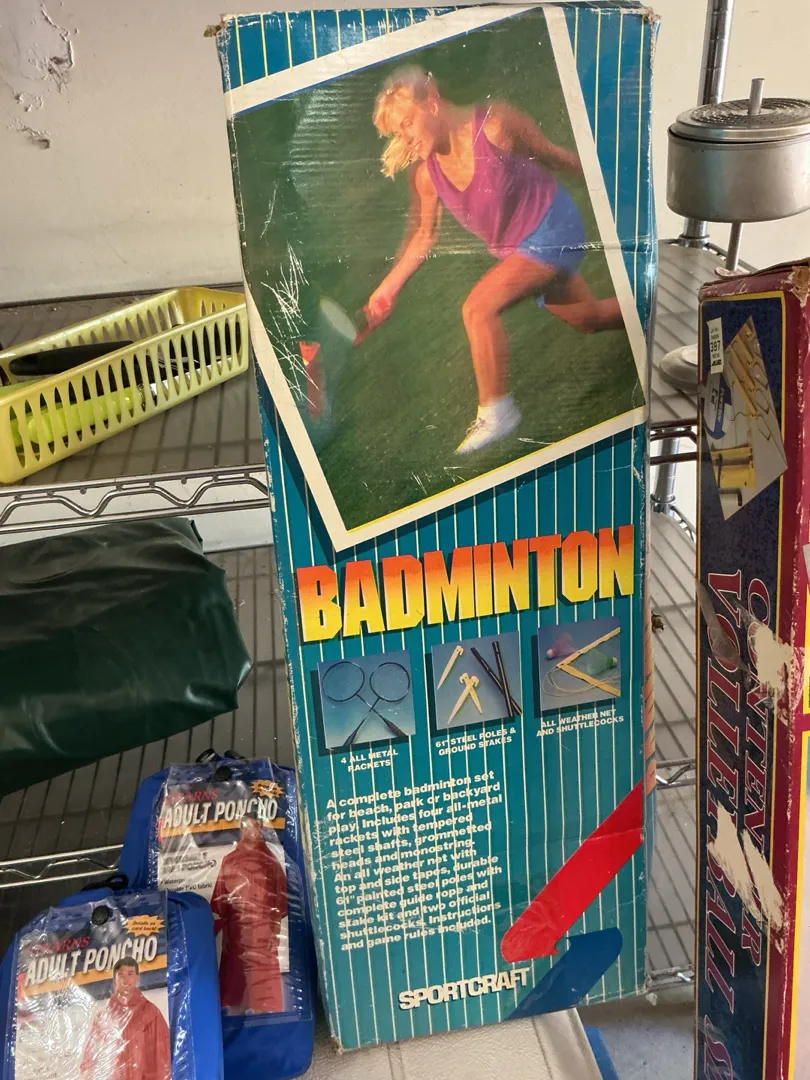 BADMINTON
4 ALL METAL
RACKETS
61" STEEL POLES &
GROUND STAKES
ALL WEATHER NET
AND SHUTTLECOCKS
A complete badminton set
for beach, park or backyard
play. Includes four all-metal
rackets with tempered
steel shafts, grommetted
heads and monostring.
An all weather net with
top and side tapes, durable
61" painted steel poles with
complete guide rope and
stake kit and two official
shuttlecocks. Instructions
and game rules included.
SPORTCRAFT
ADULT PONCHO
ADULT PONCHO
397
VOLLEYBALL